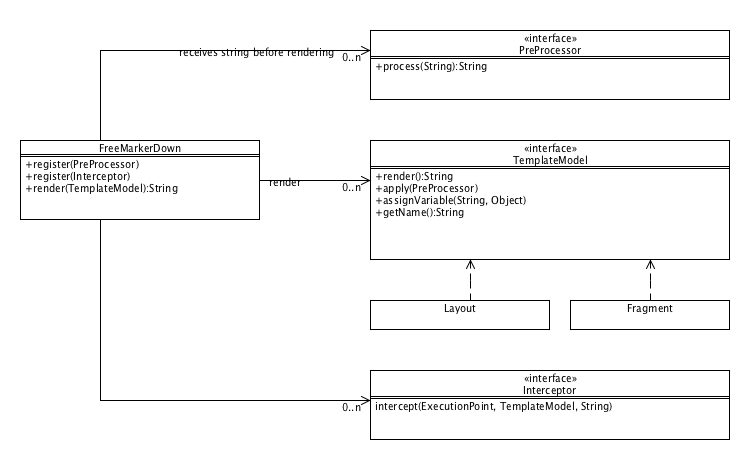 «interface»
PreProcessor
receives string before rendering
0..n
+process(String):String
FreeMarkerDown
+register(PreProcessor)
+register(Interceptor)
+render(TemplateModel):String
«interface»
TemplateModel
render
0..n
+render():String
+apply(PreProcessor)
+assignVariable(String, Object)
+getName():String
Layout
Fragment
«interface»
Interceptor
0..n
intercept(ExecutionPoint, TemplateModel, String)